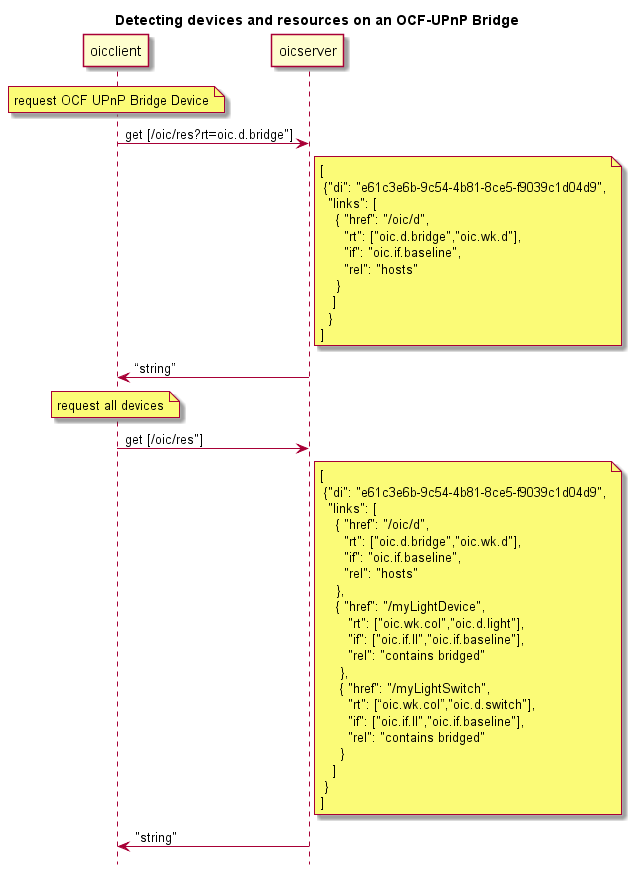 Detecting devices and resources on an OCF-UPnP Bridge
oicclient
oicserver
request OCF UPnP Bridge Device
get [/oic/res?rt=oic.d.bridge"]
[
{"di": "e61c3e6b-9c54-4b81-8ce5-f9039c1d04d9",
"links": [
{ "href": "/oic/d",
"rt": ["oic.d.bridge","oic.wk.d"],
"if": "oic.if.baseline",
"rel": "hosts"
}
]
}
]
"string"
request all devices
get [/oic/res"]
[
{"di": "e61c3e6b-9c54-4b81-8ce5-f9039c1d04d9",
"links": [
{ "href": "/oic/d",
"rt": ["oic.d.bridge","oic.wk.d"],
"if": "oic.if.baseline",
"rel": "hosts"
},
{ "href": "/myLightDevice",
"rt": ["oic.wk.col","oic.d.light"],
"if": ["oic.if.ll","oic.if.baseline"],
"rel": "contains bridged"
},
{ "href": "/myLightSwitch",
"rt": ["oic.wk.col","oic.d.switch"],
"if": ["oic.if.ll","oic.if.baseline"],
"rel": "contains bridged"
}
]
}
]
"string"